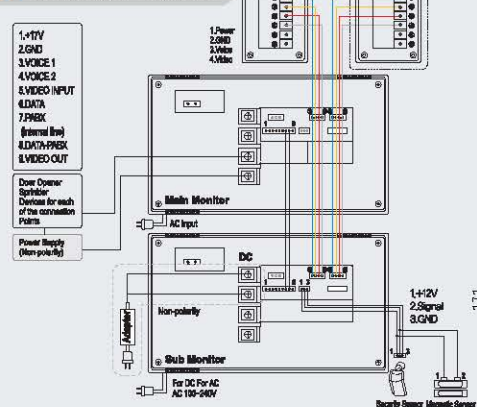 1.+17V
2.GND
3.VOICE 1
4.VOICE 2
5.VIDEO INPUT
6.DATA
7.PABX
(Internal line)
8.DATA-PABX
9.VIDEO OUT
1.Power
2.GND
3.Voice
4.Video
Door Opener
Sprinkler
Devices for each
of the connection
Points
Power Supply
(Non-polarity)
Main Monitor
AC Input
DC
Non-polarity
Adapter
Sub Monitor
For DC For AC
AC 100~240V
1.+12V
2.Signal
3.GND
Security Sensor Magnetic Sensor